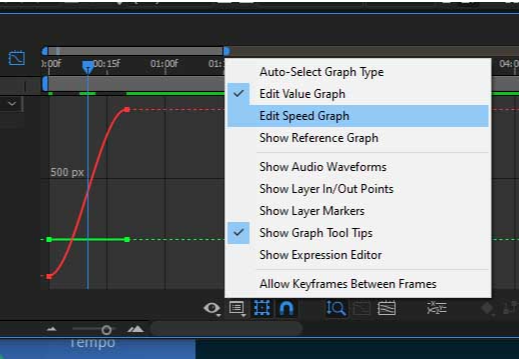 :00f
00:15f
01:00f
01:
04:0
500 px
Auto-Select Graph Type
Edit Value Graph
Edit Speed Graph
Show Reference Graph
Show Audio Waveforms
Show Layer In/Out Points
Show Layer Markers
Show Graph Tool Tips
Show Expression Editor
Allow Keyframes Between Frames
Tempo